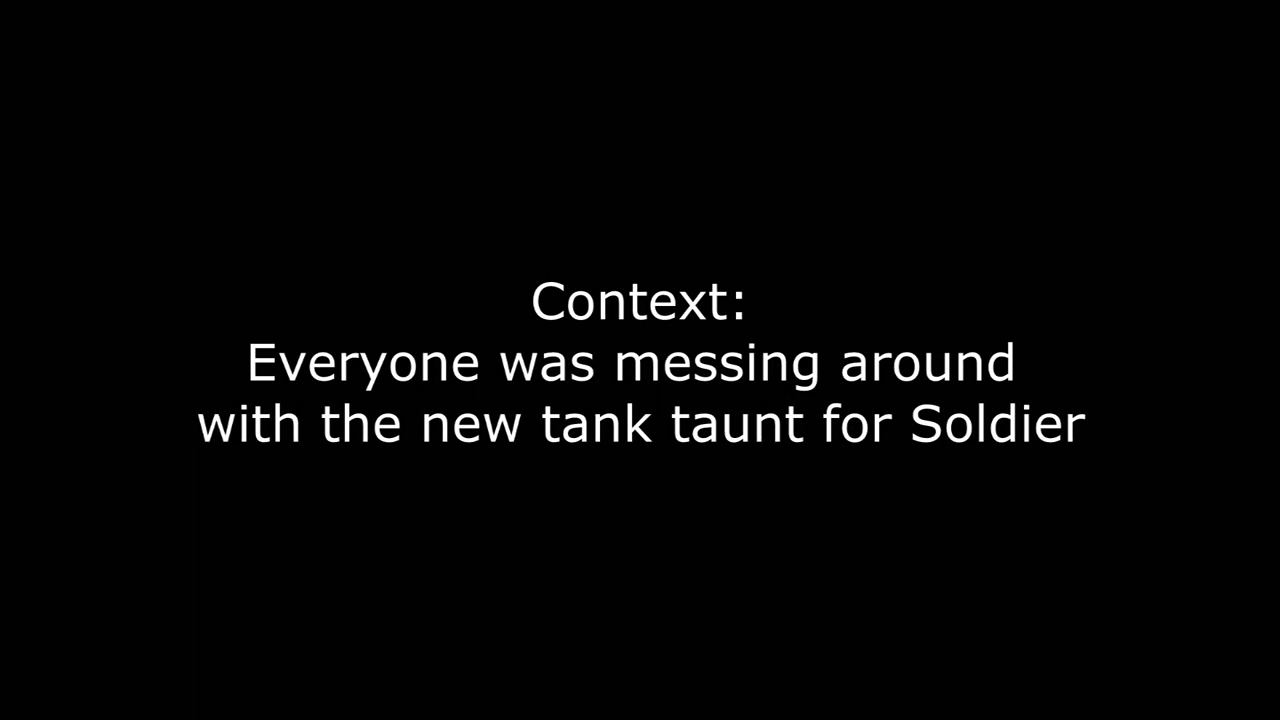 Context:
Everyone was messing around
with the new tank taunt for Soldier